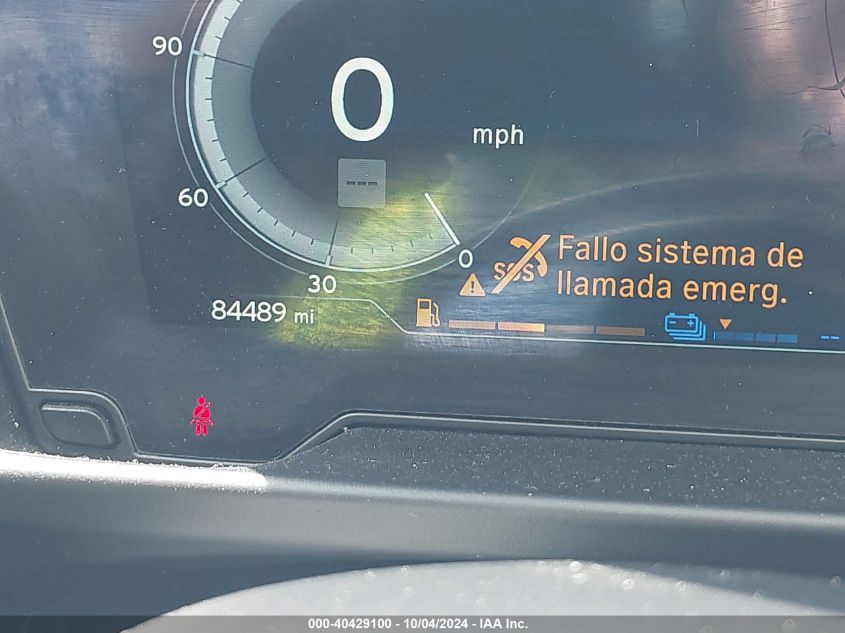 90
0
mph
---
60
0
30
SOS
Fallo sistema de
llamada emerg.
84489 mi
--
000-40429100 - 10/04/2024 - IAA Inc.